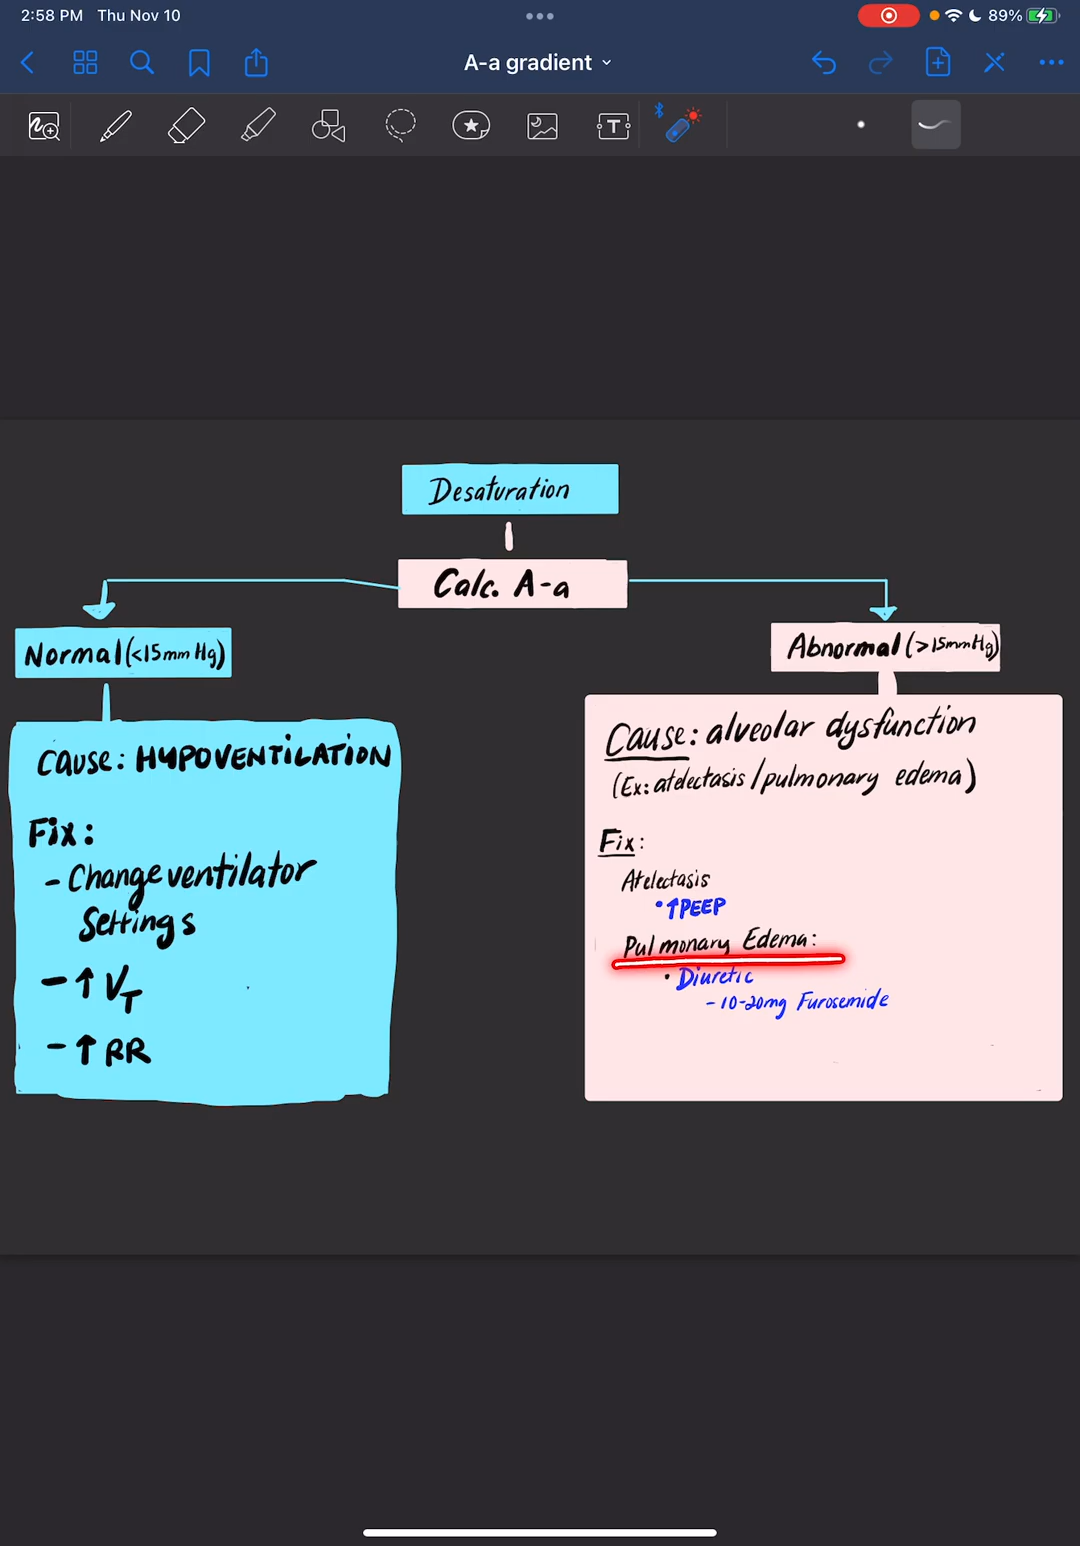 2:58 PM Thu Nov 10
89%
A-a gradient
T
Desaturation
Calc. A-a
Normal (<15mm Hg)
Abnormal (>15mmHg)
Cause: HYPOVENTILATION
Fix:
- Change ventilator
Settings
- ↑ VT
- ↑ RR
Cause: alveolar dysfunction
(Ex: atelectasis/pulmonary edema)
Fix:
Atelectasis
• ↑PEEP
Pulmonary Edema:
• Diuretic
- 10-20mg Furosemide